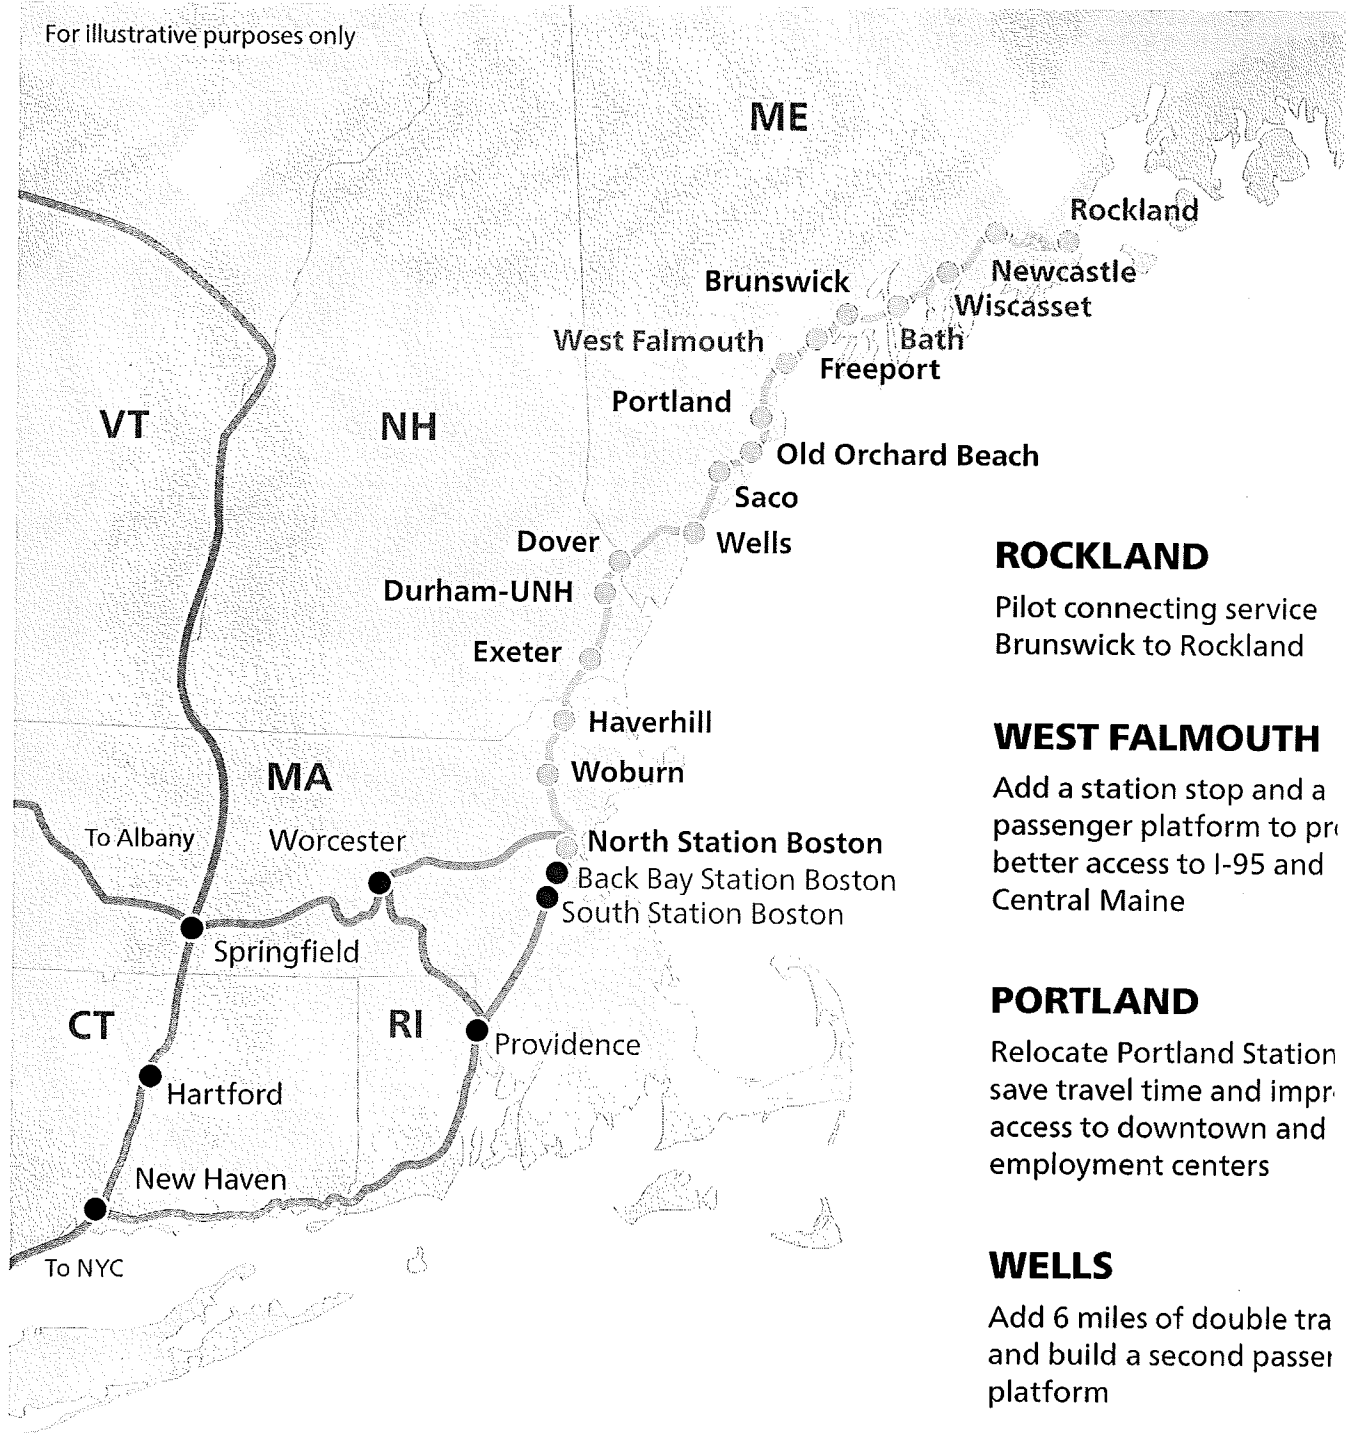 For illustrative purposes only
ME
Rockland
Newcastle
Brunswick
Wiscasset
West Falmouth
Bath
Freeport
Portland
VT
NH
Old Orchard Beach
Saco
Dover
Wells
Durham-UNH
Exeter
Haverhill
Woburn
MA
To Albany
Worcester
North Station Boston
Back Bay Station Boston
South Station Boston
Springfield
CT
RI
Providence
Hartford
New Haven
To NYC
ROCKLAND
Pilot connecting service
Brunswick to Rockland
WEST FALMOUTH
Add a station stop and a
passenger platform to
better access to I-95 and
Central Maine
PORTLAND
Relocate Portland Station
save travel time and
access to downtown and
employment centers
WELLS
Add 6 miles of double
and build a second
platform